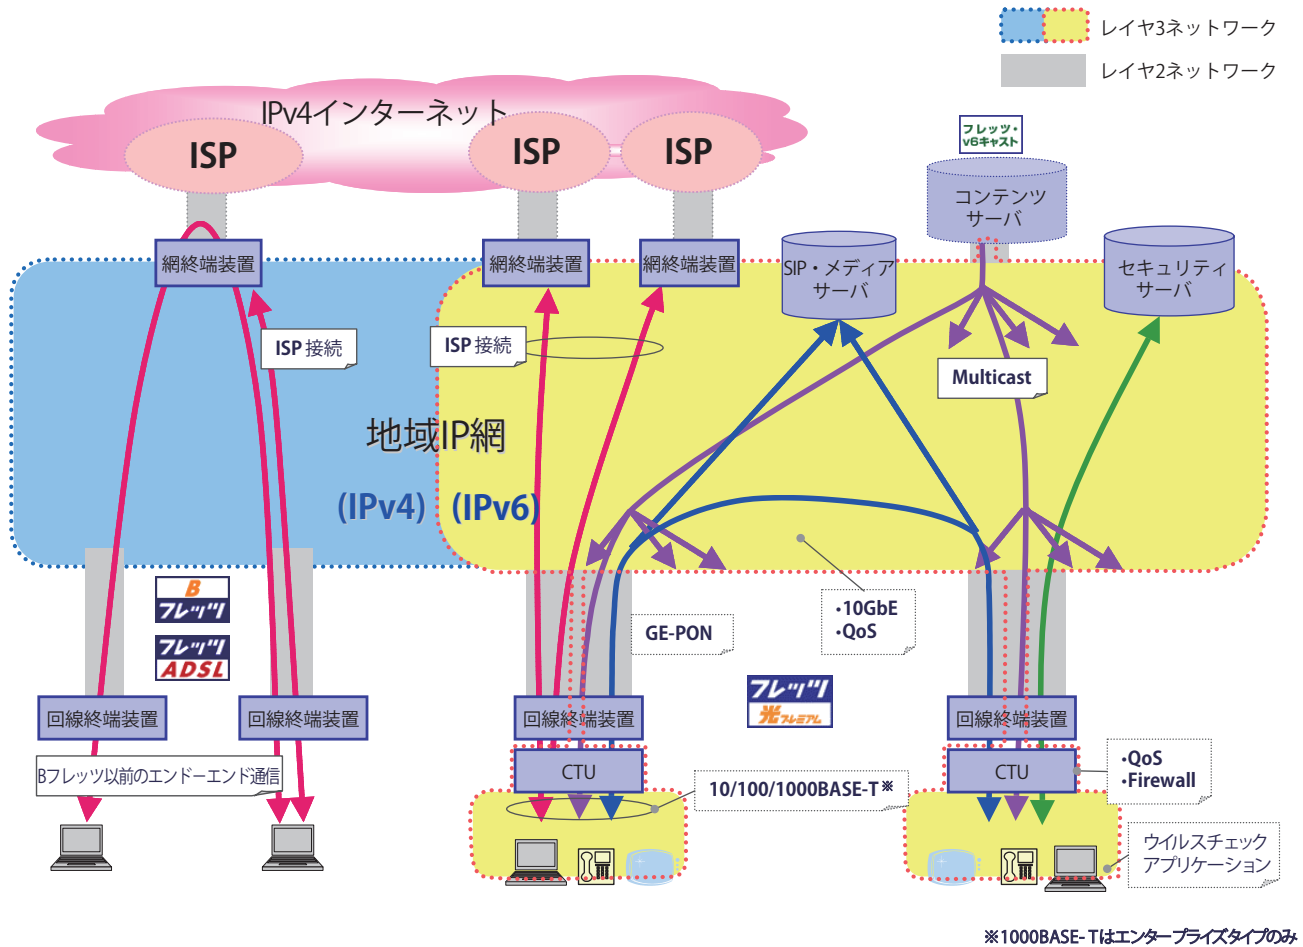 レイヤ3ネットワーク
レイヤ2ネットワーク
IPv4インターネット
ISP
ISP
ISP
フレッツ・
v6キャスト
コンテンツ
サーバ
網終端装置
網終端装置
網終端装置
SIP・メディア
サーバ
セキュリティ
サーバ
ISP 接続
ISP 接続
Multicast
地域IP網
(IPv4)
(IPv6)
B
フレッツ
フレッツ
ADSL
GE-PON
・10GbE
・QoS
フレッツ
光プレミアム
回線終端装置
回線終端装置
回線終端装置
回線終端装置
Bフレッツ以前のエンドーエンド通信
CTU
CTU
10/100/1000BASE-T※
・QoS
・Firewall
ウイルスチェック
アプリケーション
※1000BASE-Tはエンタープライズタイプのみ